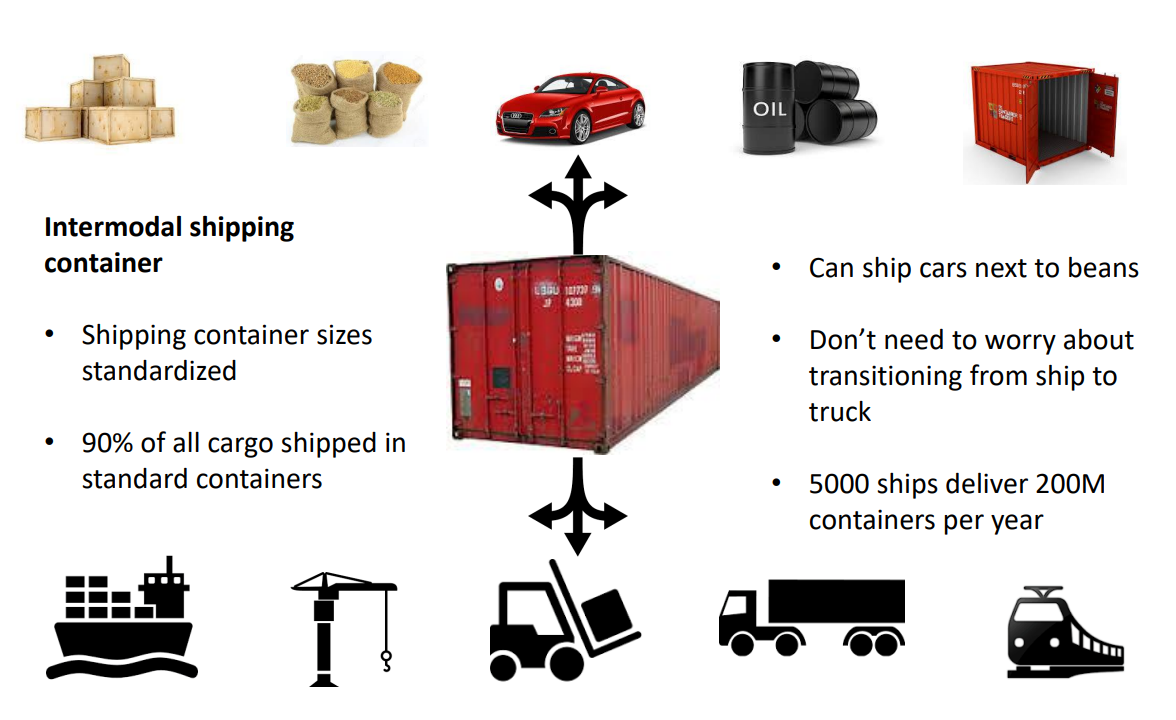 OIL
Intermodal shipping
container
• Shipping container sizes
standardized
• 90% of all cargo shipped in
standard containers
• Can ship cars next to beans
• Don’t need to worry about
transitioning from ship to
truck
• 5000 ships deliver 200M
containers per year